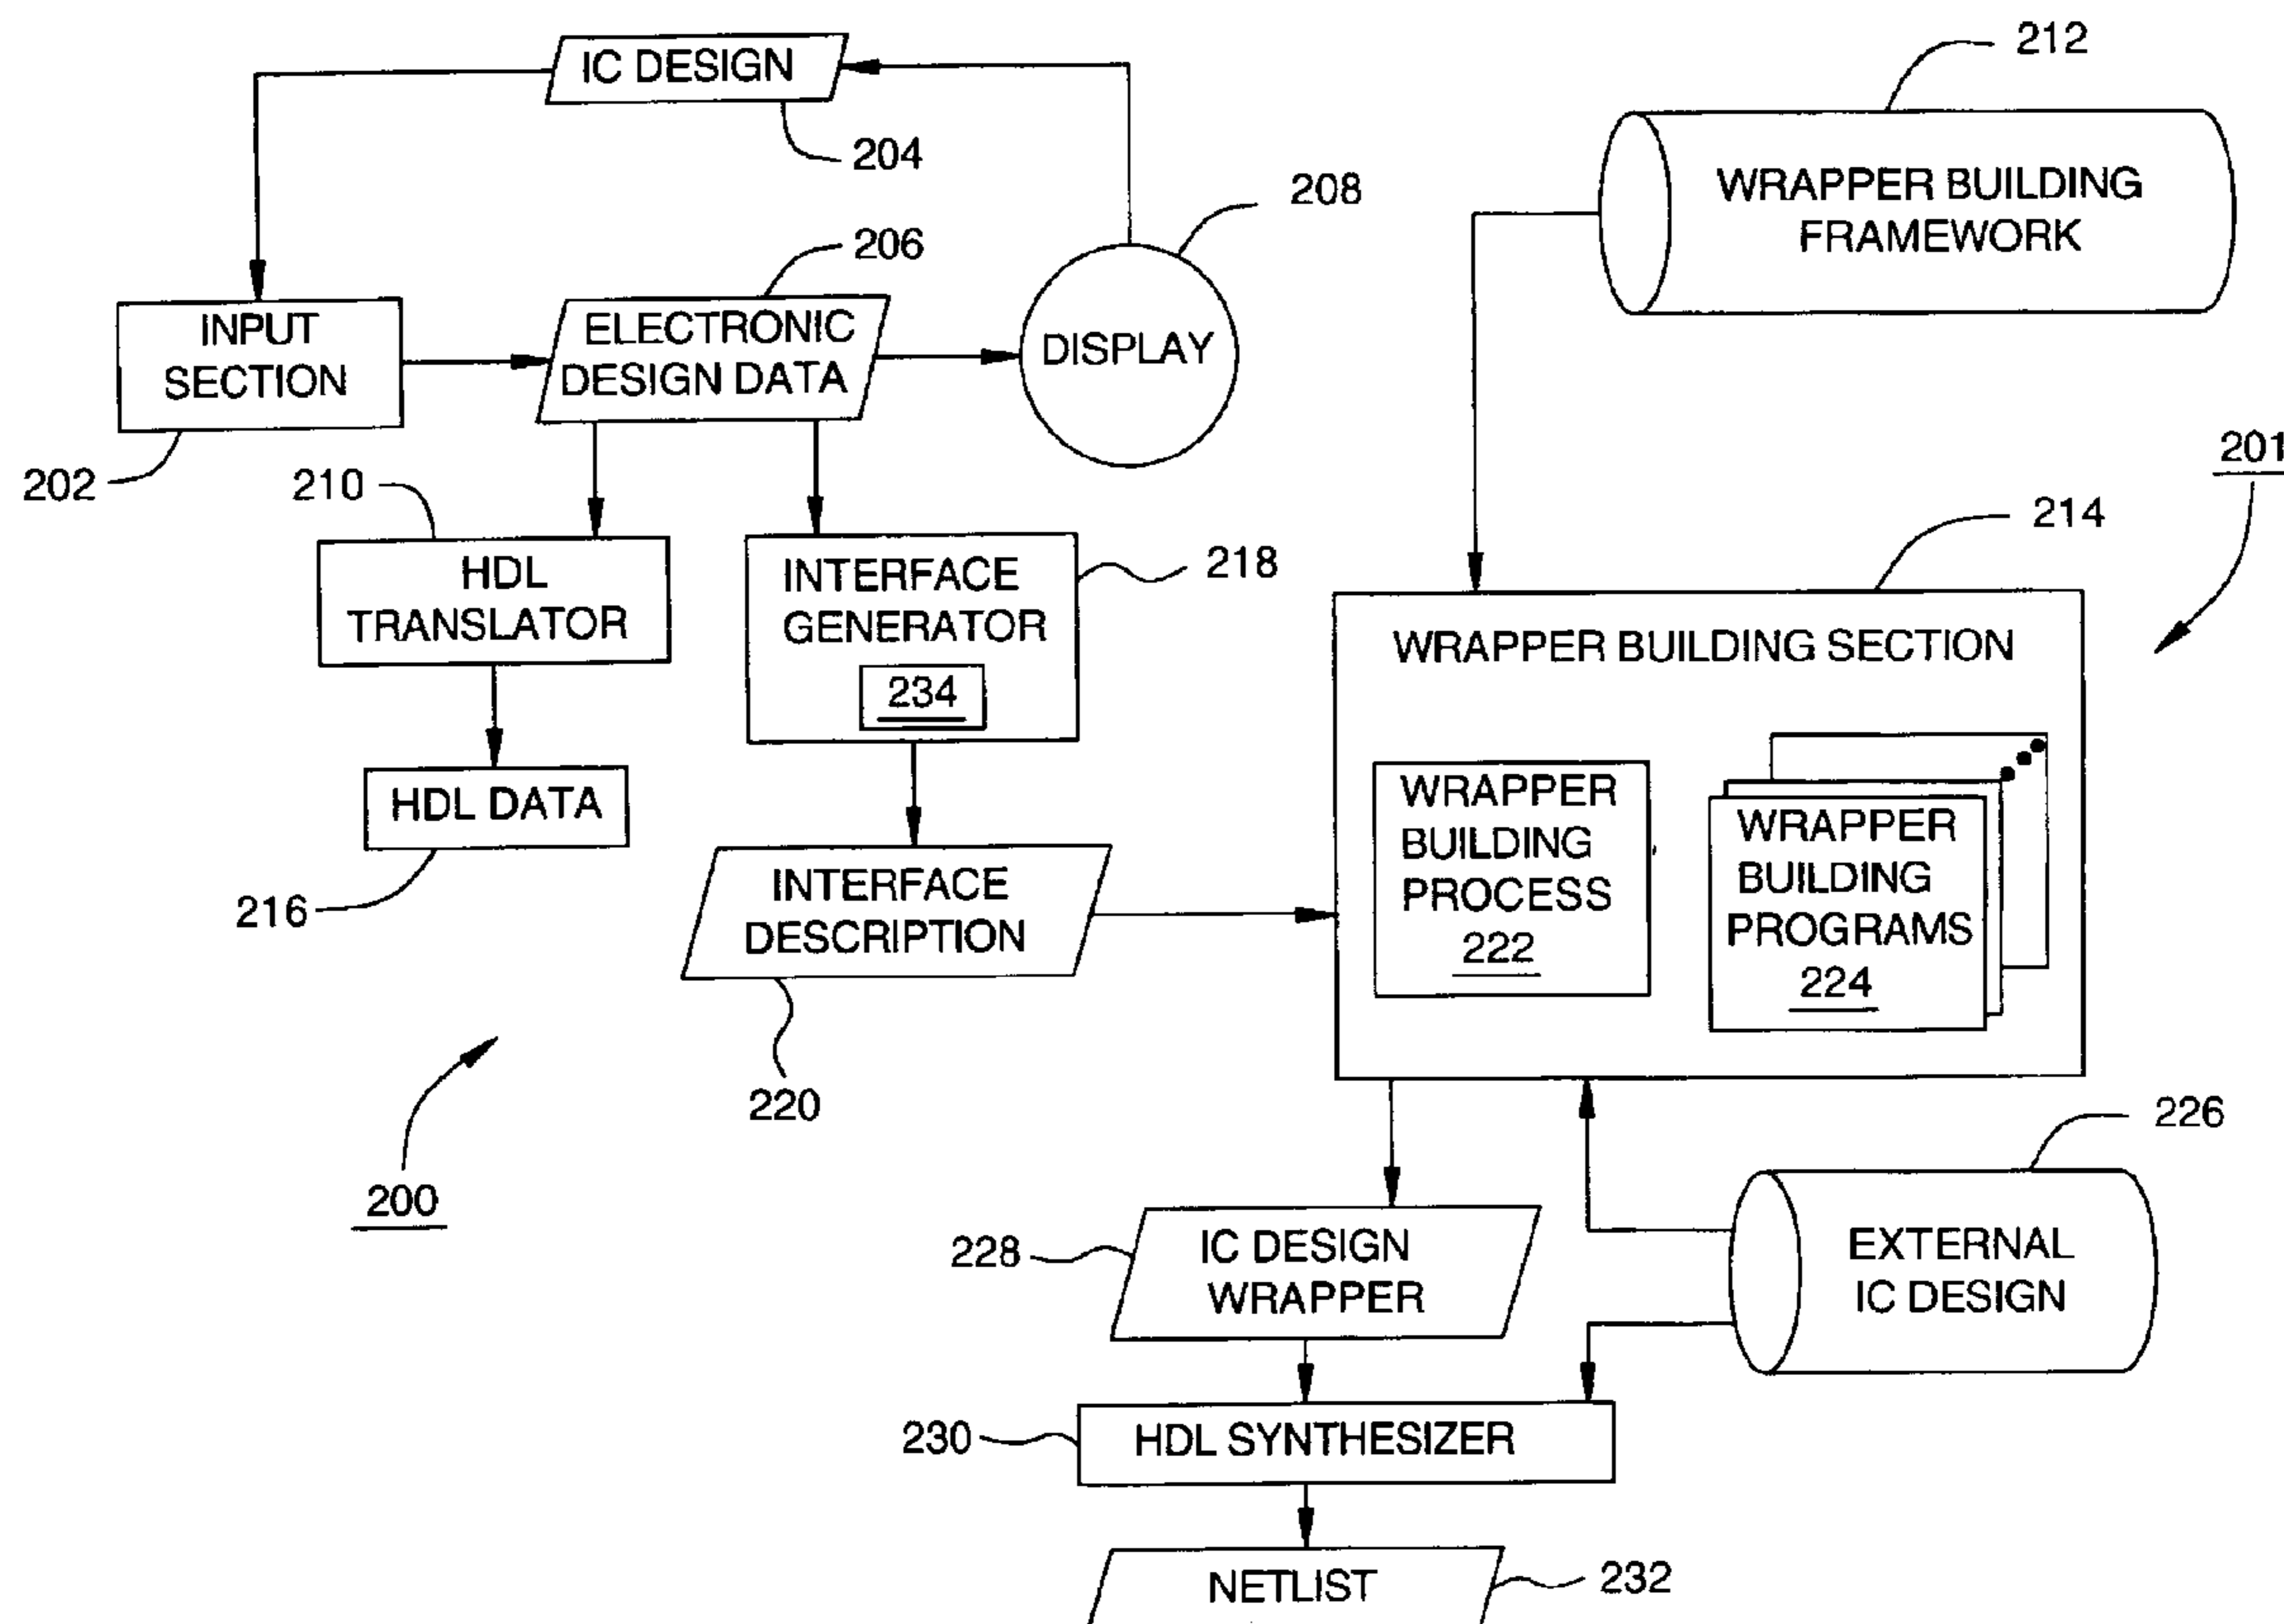 IC DESIGN
204
212
WRAPPER BUILDING
FRAMEWORK
208
206
INPUT
SECTION
202
ELECTRONIC
DESIGN DATA
DISPLAY
201
210
HDL
TRANSLATOR
INTERFACE
GENERATOR
234
218
214
WRAPPER BUILDING SECTION
HDL DATA
216
WRAPPER
BUILDING
PROCESS
222
WRAPPER
BUILDING
PROGRAMS
224
INTERFACE
DESCRIPTION
220
200
226
228
IC DESIGN
WRAPPER
EXTERNAL
IC DESIGN
230
HDL SYNTHESIZER
NETLIST
232